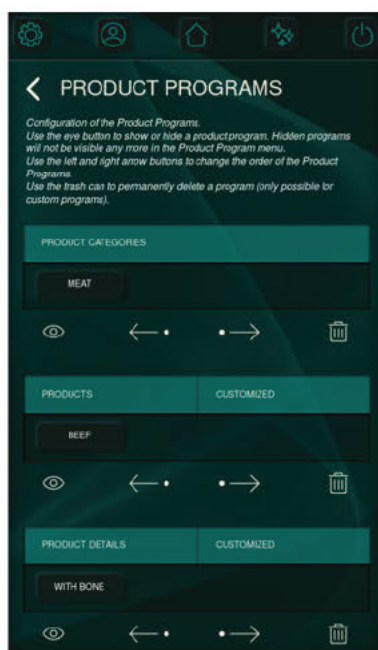 PRODUCT PROGRAMS
Configuration of the Product Programs.
Use the eye button to show or hide a product program. Hidden programs
will not be visible any more in the Product Program menu.
Use the left and right arrow buttons to change the order of the Product
Programs.
Use the trash can to permanently delete a program (only possible for
custom programs).
PRODUCT CATEGORIES
MEAT
PRODUCTS CUSTOMIZED
BEEF
PRODUCT DETAILS CUSTOMIZED
WITH BONE